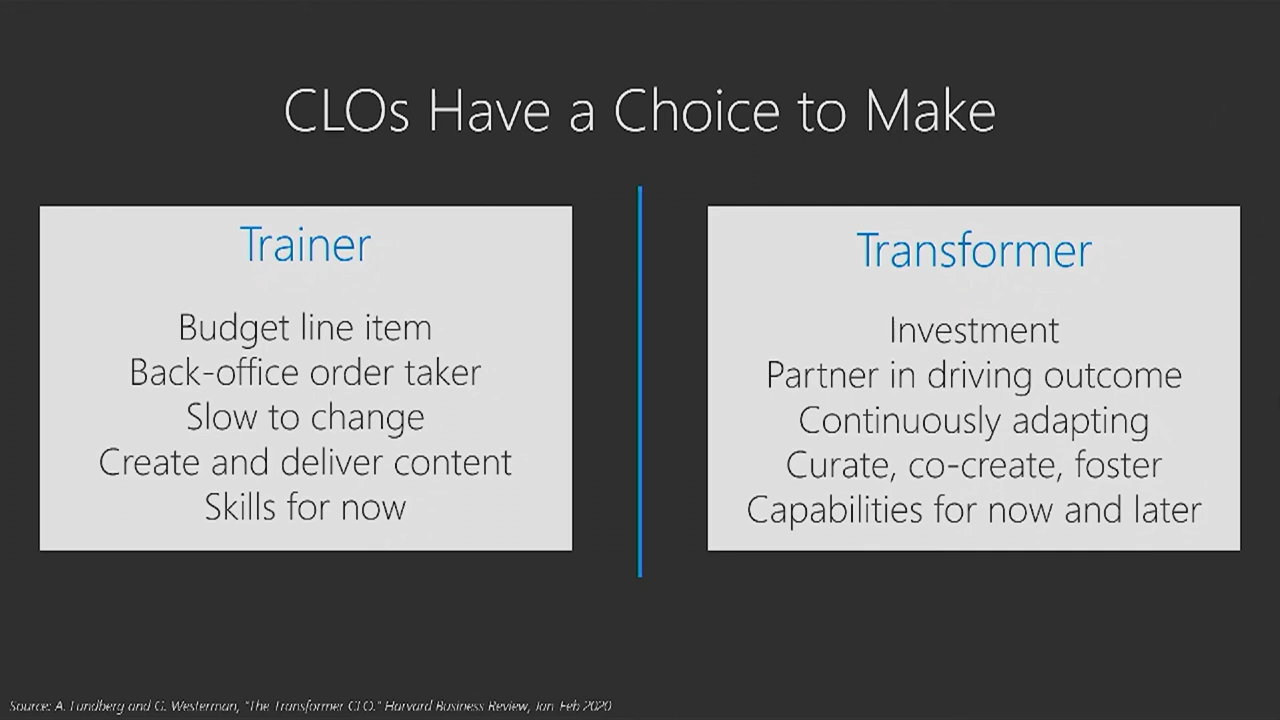 CLOs Have a Choice to Make
Trainer
Budget line item
Back-office order taker
Slow to change
Create and deliver content
Skills for now
Transformer
Investment
Partner in driving outcome
Continuously adapting
Curate, co-create, foster
Capabilities for now and later
Source: A. Lundberg and G. Westerman, "The Transformer CLO." Harvard Business Review, Jan-Feb 2020